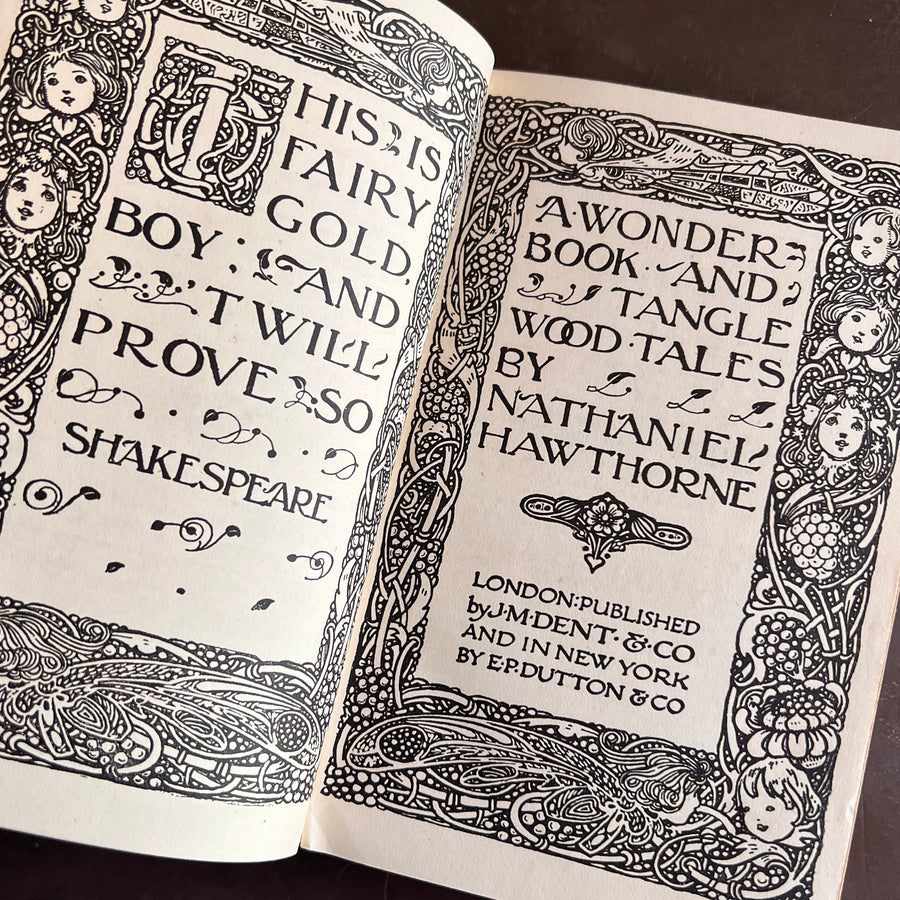 THIS IS
FAIRY
GOLD,
BOY : AND
'TWILL
PROVE SO
SHAKESPEARE
A·WONDER
BOOK·AND
TANGLE
WOOD·TALES
BY
NATHANIEL
HAWTHORNE
LONDON:PUBLISHED
by J·M·DENT·&·CO
AND IN NEW YORK
BY E·P·DUTTON & CO